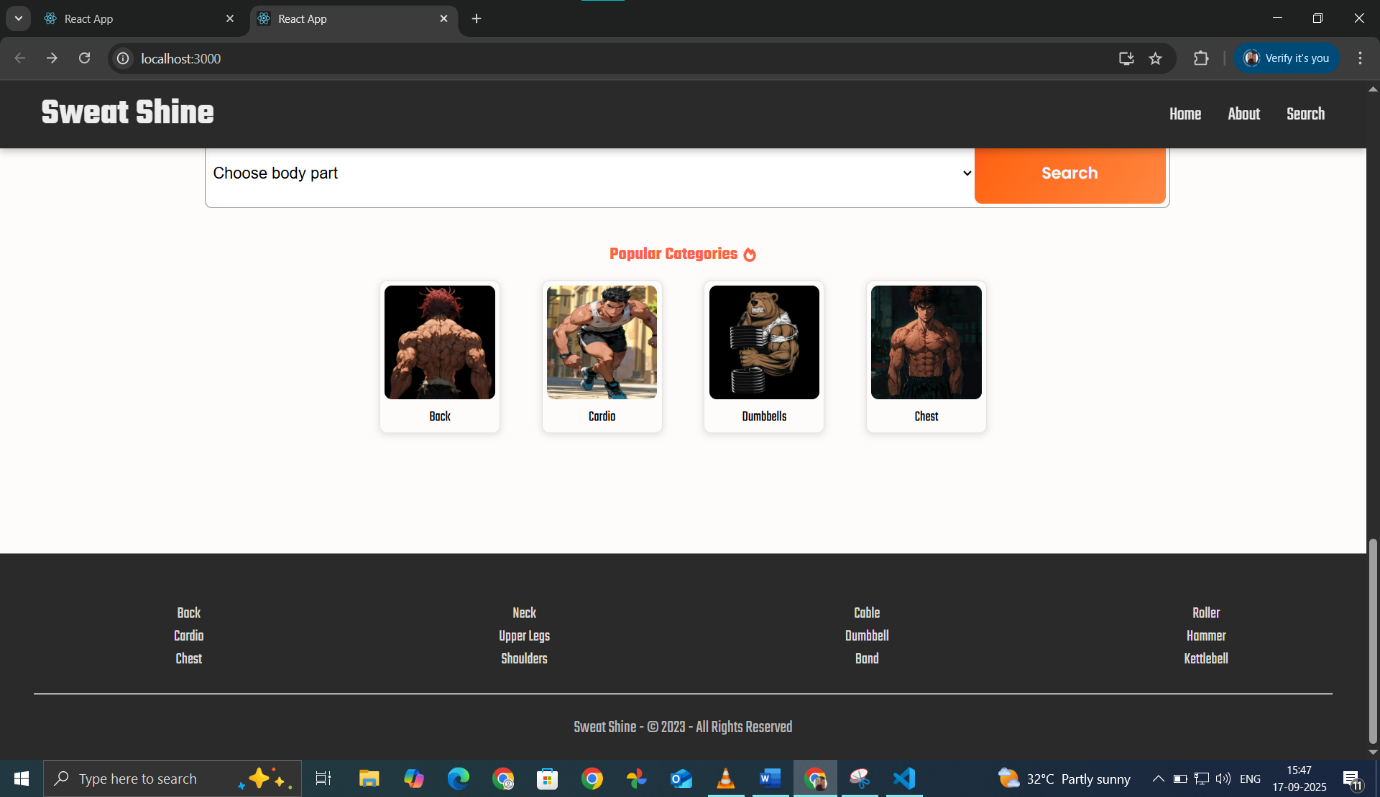 React App
React App
localhost:3000
Verify it's you
Sweat Shine
Home
About
Search
Choose body part
Search
Popular Categories
Back
Cardio
Dumbbells
Chest
Back
Cardio
Chest
Neck
Upper Legs
Shoulders
Cable
Dumbbell
Band
Roller
Hammer
Kettlebell
Sweat Shine - © 2023 - All Rights Reserved
Type here to search
32°C Partly sunny
ENG
15:47
17-09-2025
11